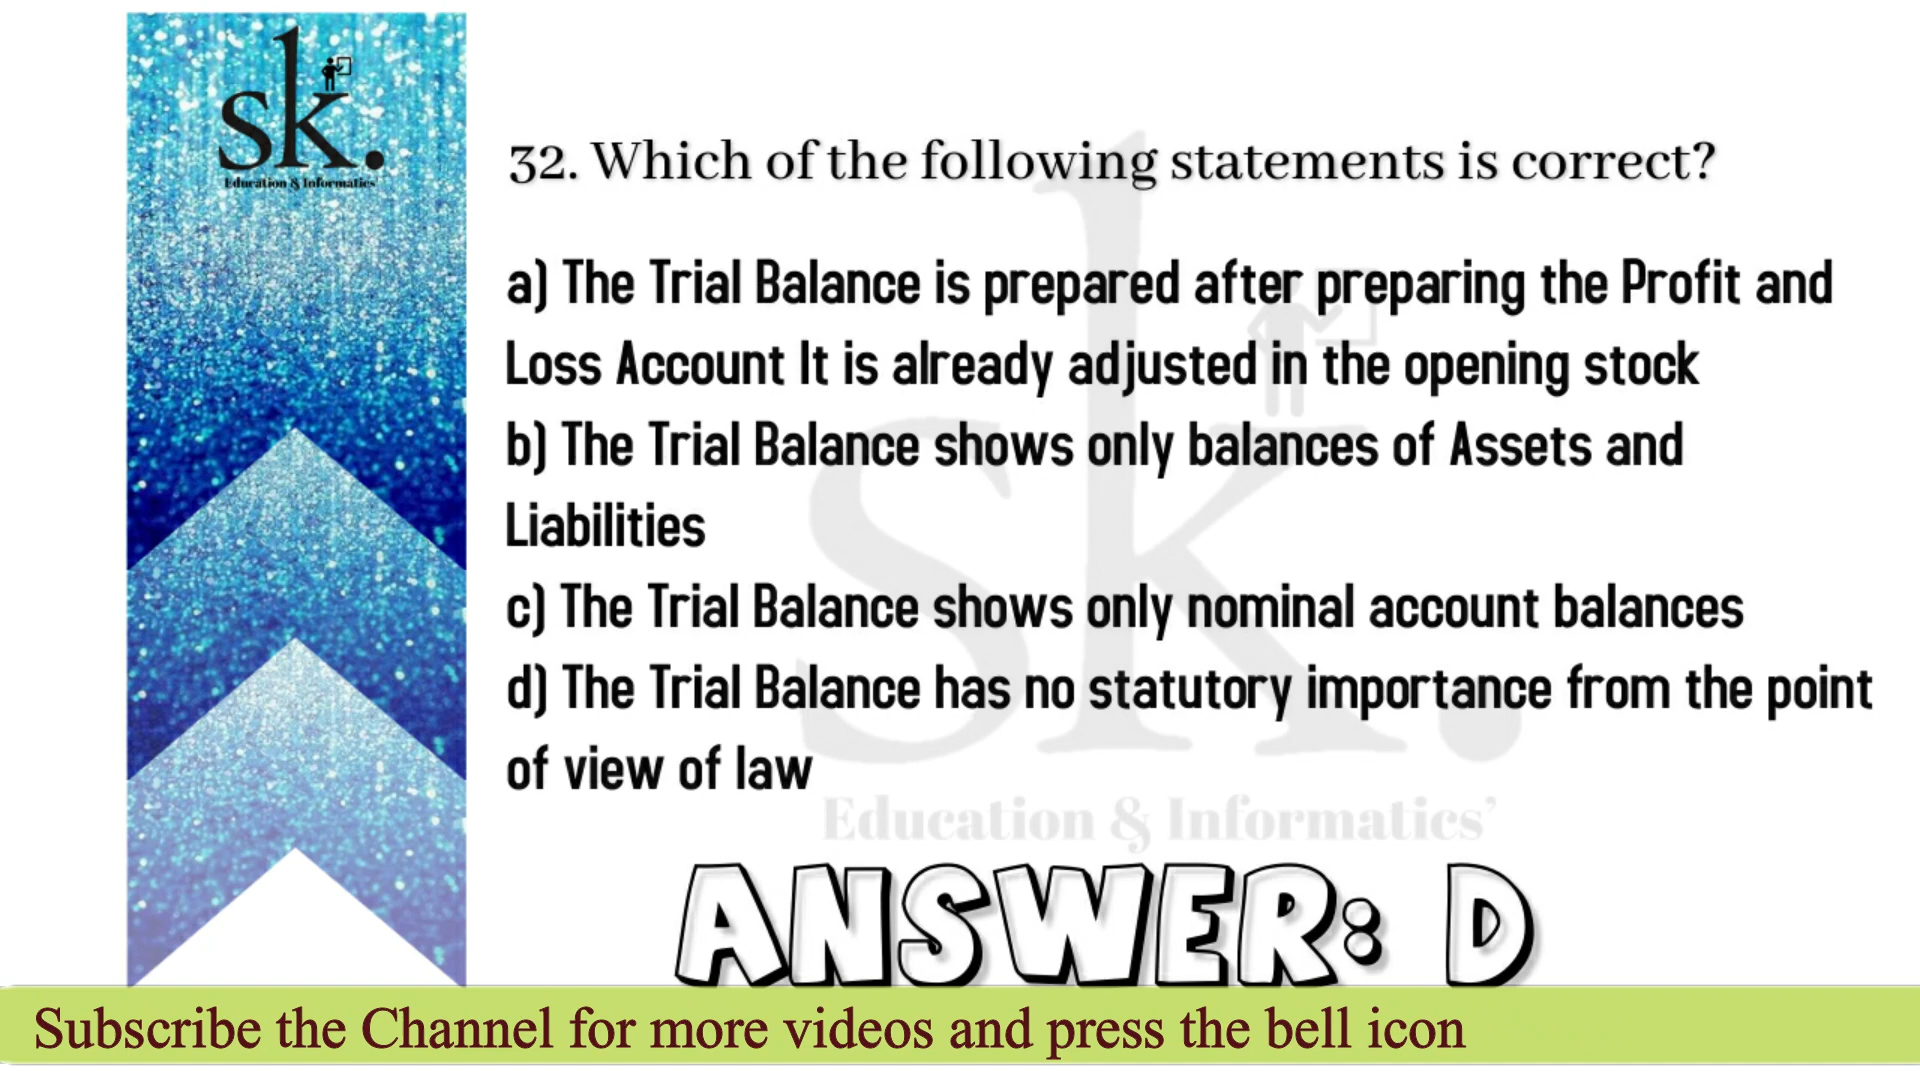 sk.
Education & Informatics'
32. Which of the following statements is correct?
a) The Trial Balance is prepared after preparing the Profit and
Loss Account It is already adjusted in the opening stock
b) The Trial Balance shows only balances of Assets and
Liabilities
c) The Trial Balance shows only nominal account balances
d) The Trial Balance has no statutory importance from the point
of view of law
sk.
Education & Informatics'
ANSWER: D
Subscribe the Channel for more videos and press the bell icon